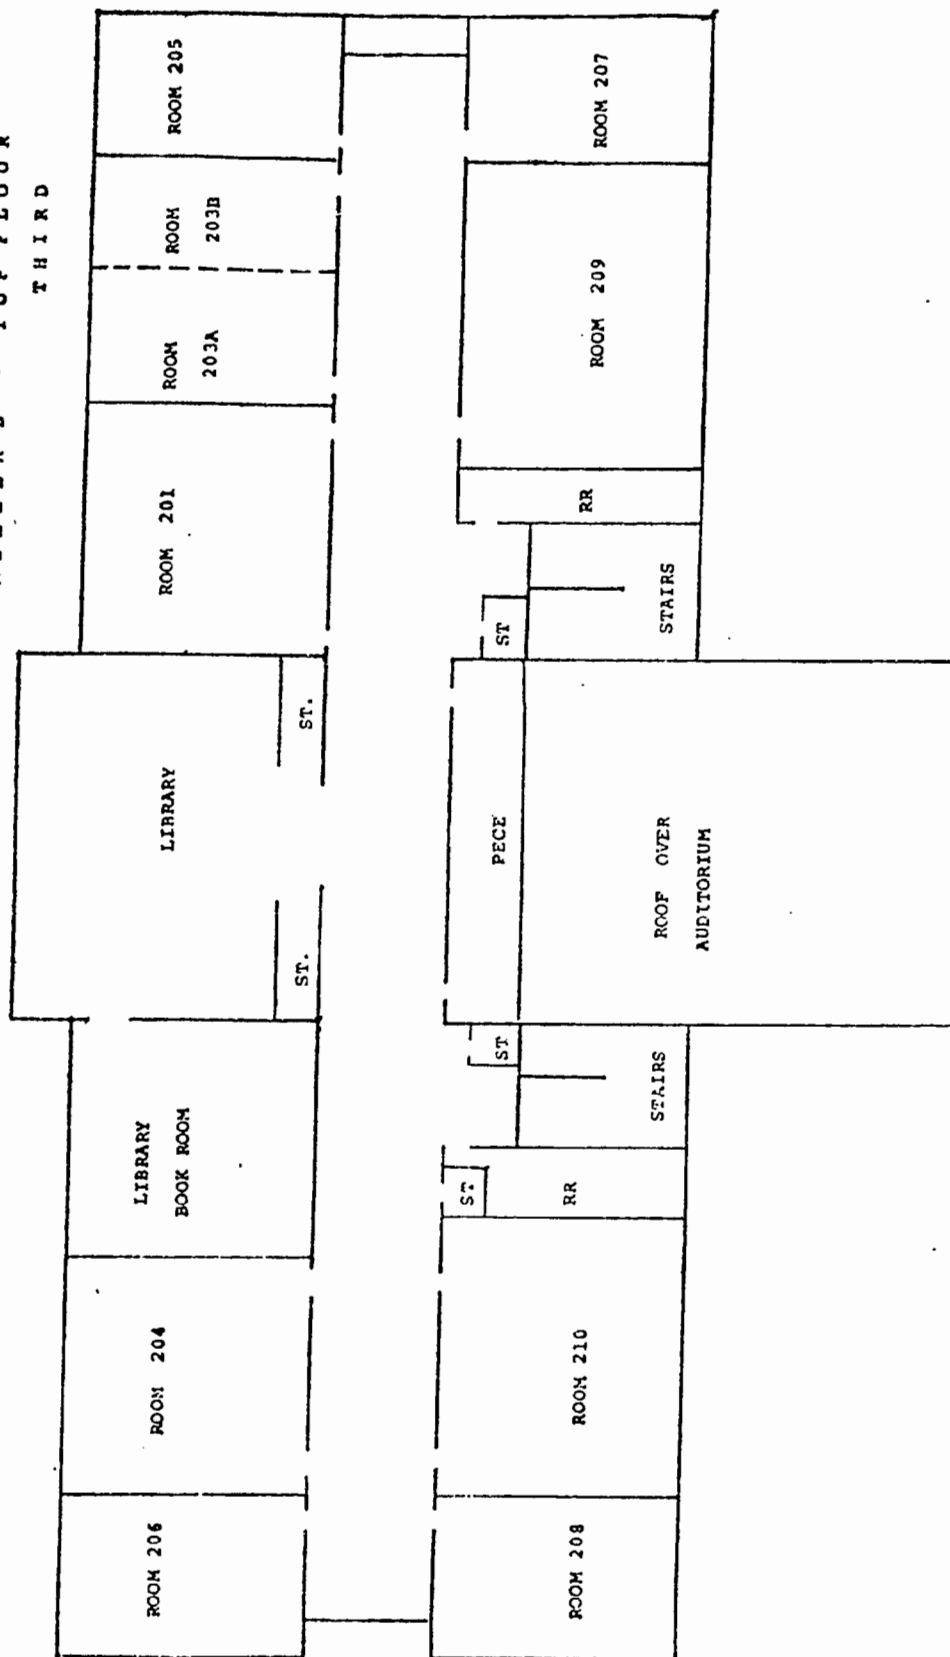 TOP FLOOR
THIRD
ROOM 206
ROOM 204
LIBRARY
BOOK ROOM
LIBRARY
ST.
ST.
ROOM 201
ROOM
203A
ROOM
203B
ROOM 205
ROOM 208
ROOM 210
ST
RR
ST
STAIRS
PECE
ROOF OVER
AUDITORIUM
ST
STAIRS
RR
ROOM 209
ROOM 207